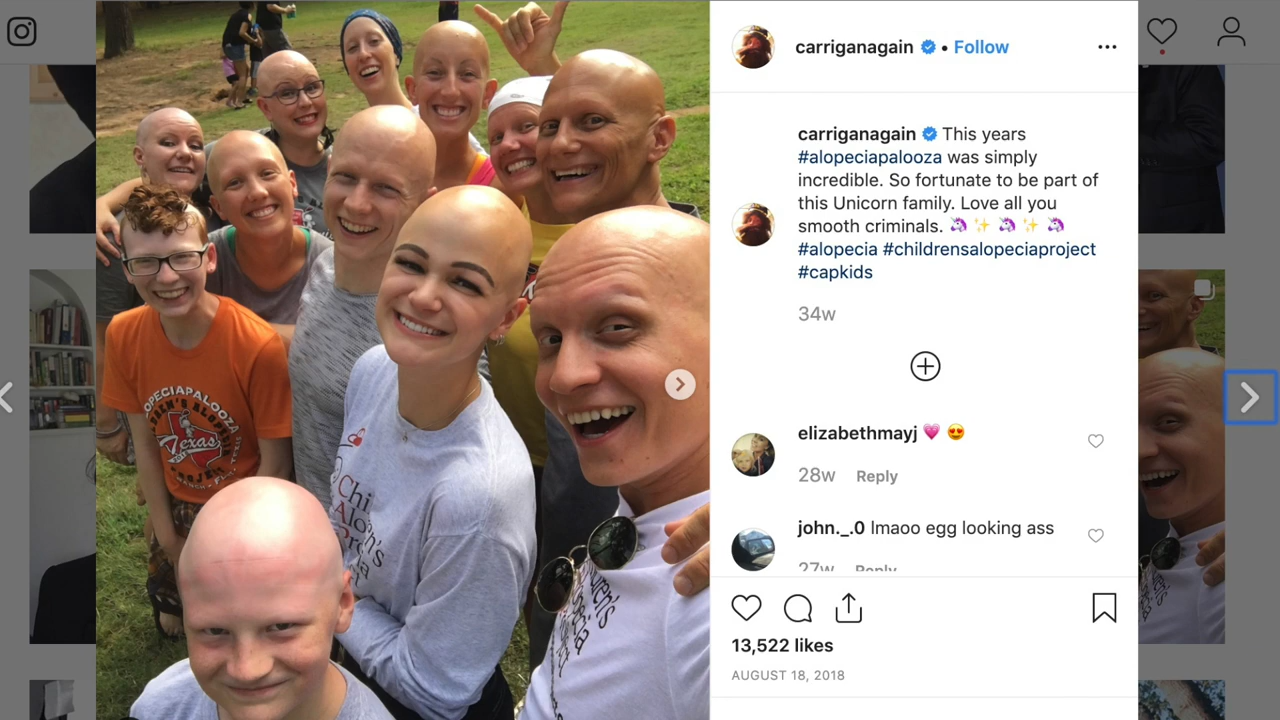 carriganagain • Follow
carriganagain This years
#alopeciapalooza was simply
incredible. So fortunate to be part of
this Unicorn family. Love all you
smooth criminals. 🦄 ✨ 🦄 ✨ 🦄
#alopecia #childrensalopeciaproject
#capkids
34w
elizabethmayj 💗 😍
28w Reply
john._.0 lmaoo egg looking ass
27w Reply
13,522 likes
AUGUST 18, 2018
OPECIAPALOOZA
Texas